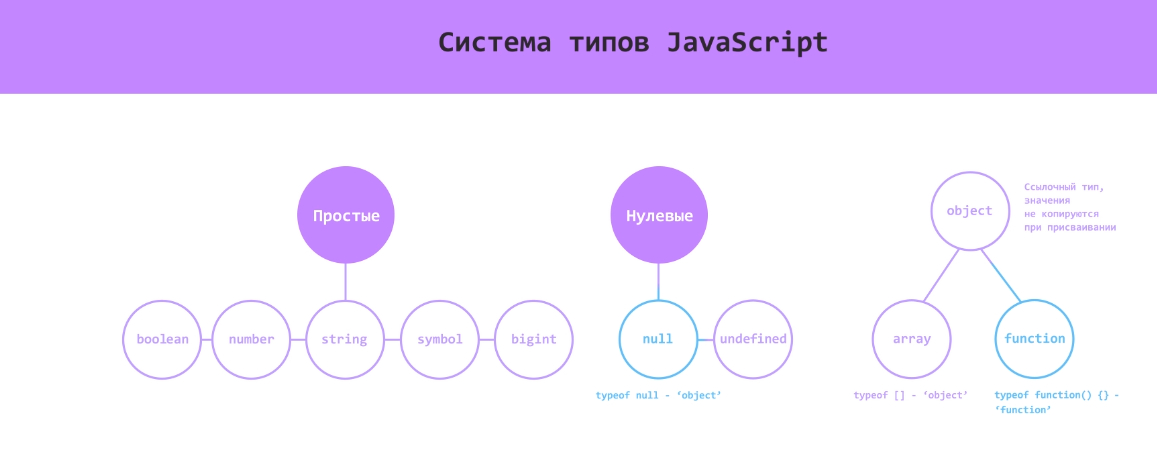 Система типов JavaScript
Простые
Нулевые
object
Ссылочный тип,
значения
не копируются
при присваивании
boolean
number
string
symbol
bigint
null
undefined
array
function
typeof null - ‘object’
typeof [] - ‘object’
typeof function() {} -
‘function’